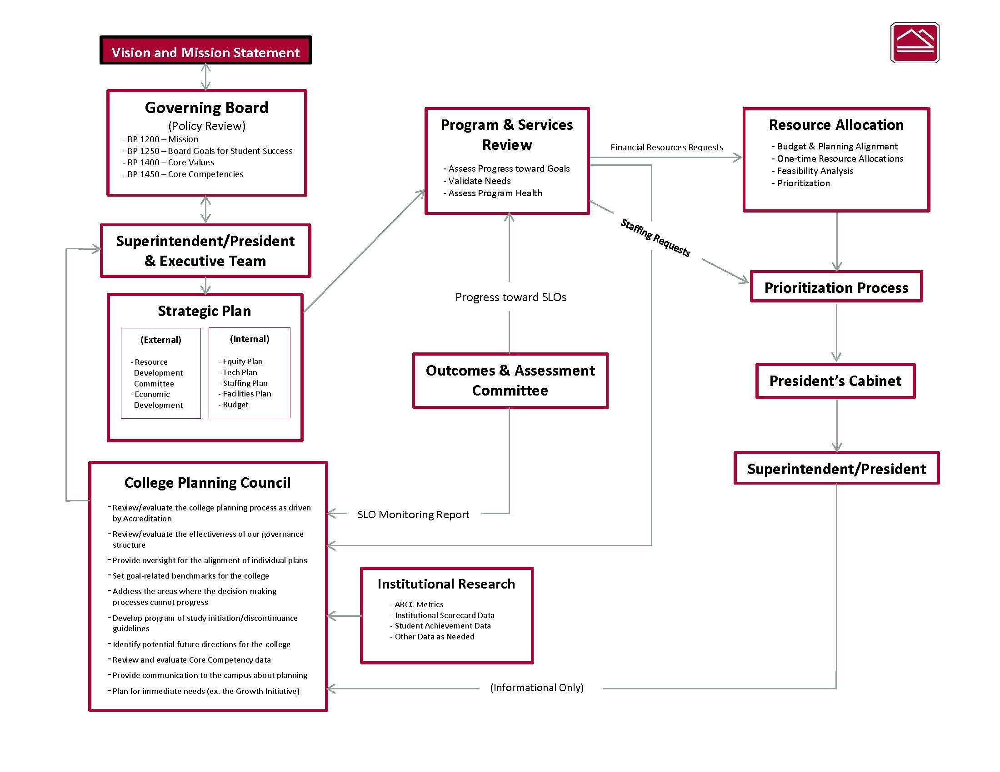 Vision and Mission Statement
Governing Board
(Policy Review)
- BP 1200 – Mission
- BP 1250 – Board Goals for Student Success
- BP 1400 – Core Values
- BP 1450 – Core Competencies
Superintendent/President
& Executive Team
Strategic Plan
(External)
- Resource
Development
Committee
- Economic
Development
(Internal)
- Equity Plan
- Tech Plan
- Staffing Plan
- Facilities Plan
- Budget
College Planning Council
- Review/evaluate the college planning process as driven
by Accreditation
- Review/evaluate the effectiveness of our governance
structure
- Provide oversight for the alignment of individual plans
- Set goal-related benchmarks for the college
- Address the areas where the decision-making
processes cannot progress
- Develop program of study initiation/discontinuance
guidelines
- Identify potential future directions for the college
- Review and evaluate Core Competency data
- Provide communication to the campus about planning
- Plan for immediate needs (ex. the Growth Initiative)
Program & Services
Review
- Assess Progress toward Goals
- Validate Needs
- Assess Program Health
Progress toward SLOs
Outcomes & Assessment
Committee
SLO Monitoring Report
Institutional Research
- ARCC Metrics
- Institutional Scorecard Data
- Student Achievement Data
- Other Data as Needed
(Informational Only)
Financial Resources Requests
Staffing Requests
Resource Allocation
- Budget & Planning Alignment
- One-time Resource Allocations
- Feasibility Analysis
- Prioritization
Prioritization Process
President’s Cabinet
Superintendent/President